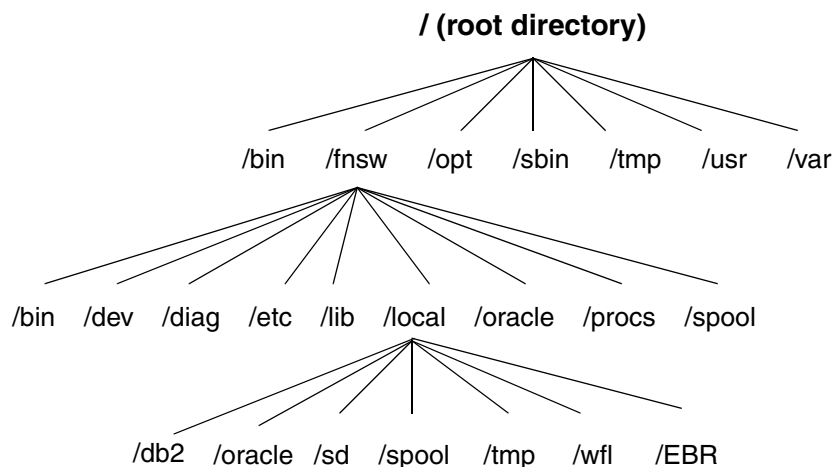 / (root directory)
/bin /fnsw /opt /sbin /tmp /usr /var
/bin /dev /diag /etc /lib /local /oracle /procs /spool
/db2 /oracle /sd /spool /tmp /wfl /EBR